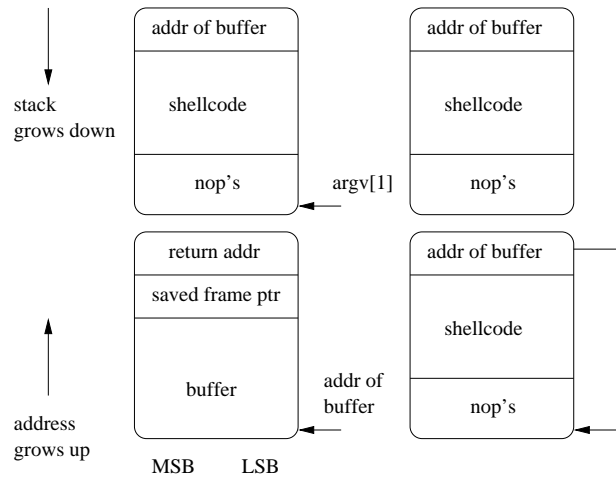 stack
grows down
address
grows up
addr of buffer
shellcode
nop's
argv[1]
return addr
saved frame ptr
buffer
addr of
buffer
MSB LSB
addr of buffer
shellcode
nop's
addr of buffer
shellcode
nop's